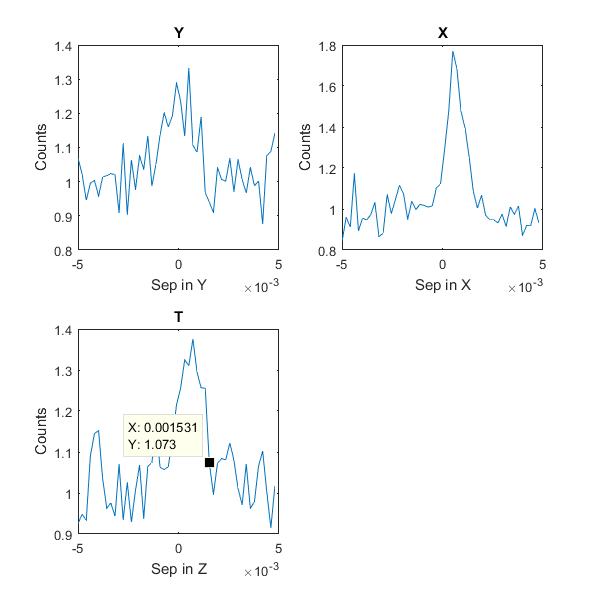 Y
1.4
1.3
1.2
1.1
1
0.9
0.8
Counts
-5 0 5
Sep in Y ×10-3
X
1.8
1.6
1.4
1.2
1
0.8
Counts
-5 0 5
Sep in X ×10-3
T
1.4
1.3
1.2
1.1
1
0.9
Counts
X: 0.001531
Y: 1.073
-5 0 5
Sep in Z ×10-3